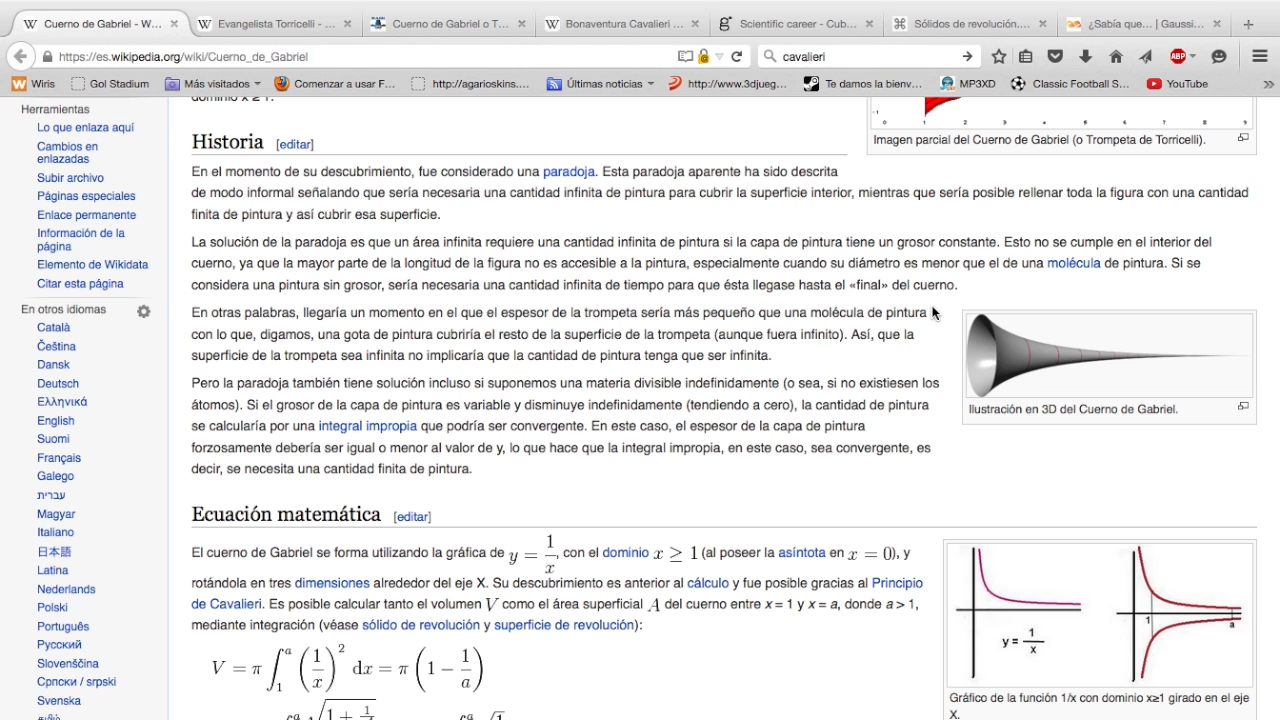 Cuerno de Gabriel - W...
Evangelista Torricelli - ...
Cuerno de Gabriel o T...
Bonaventura Cavalieri ...
Scientific career - Cub...
Sólidos de revolución....
¿Sabía que... | Gaussi...
https://es.wikipedia.org/wiki/Cuerno_de_Gabriel
cavalieri
ABP
Wiris
Gol Stadium
Más visitados
Comenzar a usar F...
http://agarioskins....
Últimas noticias
http://www.3djueg...
Te damos la bienv...
MP3XD
Classic Football S...
YouTube
Herramientas
Lo que enlaza aquí
Cambios en
enlazadas
Subir archivo
Páginas especiales
Enlace permanente
Información de la
página
Elemento de Wikidata
Citar esta página
En otros idiomas
Català
Čeština
Dansk
Deutsch
Ελληνικά
English
Suomi
Français
Galego
עברית
Magyar
Italiano
日本語
Latina
Nederlands
Polski
Português
Русский
Slovenščina
Српски / srpski
Svenska
dominio x ≥ 1.
-1
0 1 2 3 4 5 6 7 8 9
Imagen parcial del Cuerno de Gabriel (o Trompeta de Torricelli).
Historia [editar]
En el momento de su descubrimiento, fue considerado una paradoja. Esta paradoja aparente ha sido descrita
de modo informal señalando que sería necesaria una cantidad infinita de pintura para cubrir la superficie interior, mientras que sería posible rellenar toda la figura con una cantidad
finita de pintura y así cubrir esa superficie.
La solución de la paradoja es que un área infinita requiere una cantidad infinita de pintura si la capa de pintura tiene un grosor constante. Esto no se cumple en el interior del
cuerno, ya que la mayor parte de la longitud de la figura no es accesible a la pintura, especialmente cuando su diámetro es menor que el de una molécula de pintura. Si se
considera una pintura sin grosor, sería necesaria una cantidad infinita de tiempo para que ésta llegase hasta el «final» del cuerno.
En otras palabras, llegaría un momento en el que el espesor de la trompeta sería más pequeño que una molécula de pintura
con lo que, digamos, una gota de pintura cubriría el resto de la superficie de la trompeta (aunque fuera infinito). Así, que la
superficie de la trompeta sea infinita no implicaría que la cantidad de pintura tenga que ser infinita.
Ilustración en 3D del Cuerno de Gabriel.
Pero la paradoja también tiene solución incluso si suponemos una materia divisible indefinidamente (o sea, si no existiesen los
átomos). Si el grosor de la capa de pintura es variable y disminuye indefinidamente (tendiendo a cero), la cantidad de pintura
se calcularía por una integral impropia que podría ser convergente. En este caso, el espesor de la capa de pintura
forzosamente debería ser igual o menor al valor de y, lo que hace que la integral impropia, en este caso, sea convergente, es
decir, se necesita una cantidad finita de pintura.
Ecuación matemática [editar]
El cuerno de Gabriel se forma utilizando la gráfica de y = 1/x, con el dominio x ≥ 1 (al poseer la asíntota en x = 0), y
rotándola en tres dimensiones alrededor del eje X. Su descubrimiento es anterior al cálculo y fue posible gracias al Principio
de Cavalieri. Es posible calcular tanto el volumen V como el área superficial A del cuerno entre x = 1 y x = a, donde a > 1,
mediante integración (véase sólido de revolución y superficie de revolución):
V = π ∫₁ᵃ (1/x)² dx = π (1 − 1/a)
y = 1/x
1
a
Gráfico de la función 1/x con dominio x≥1 girado en el eje
X.